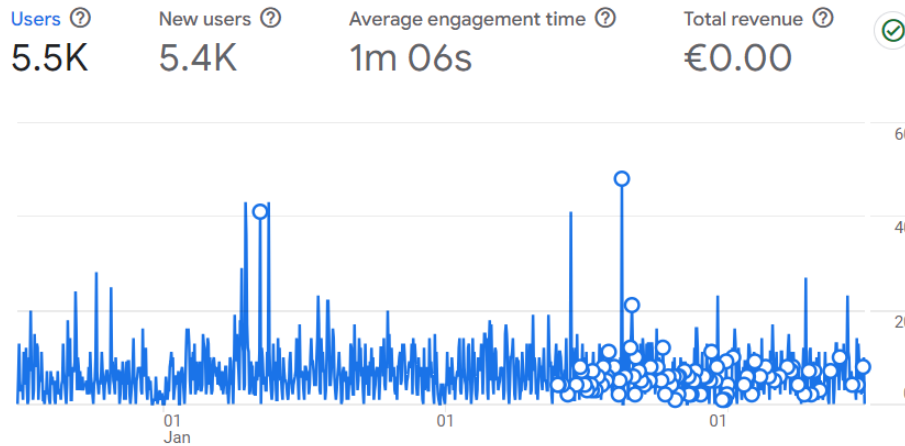 Users
5.5K
New users
5.4K
Average engagement time
1m 06s
Total revenue
€0.00
01
Jan
01
01